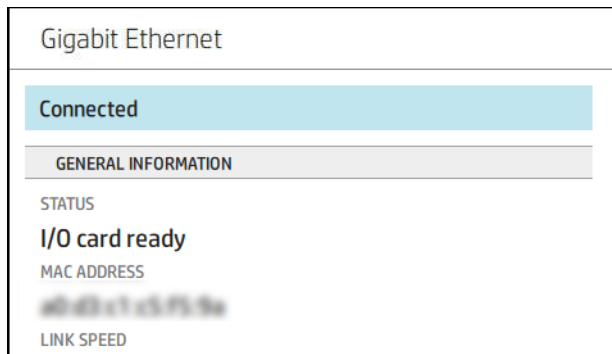 Gigabit Ethernet
Connected
GENERAL INFORMATION
STATUS
I/O card ready
MAC ADDRESS
LINK SPEED